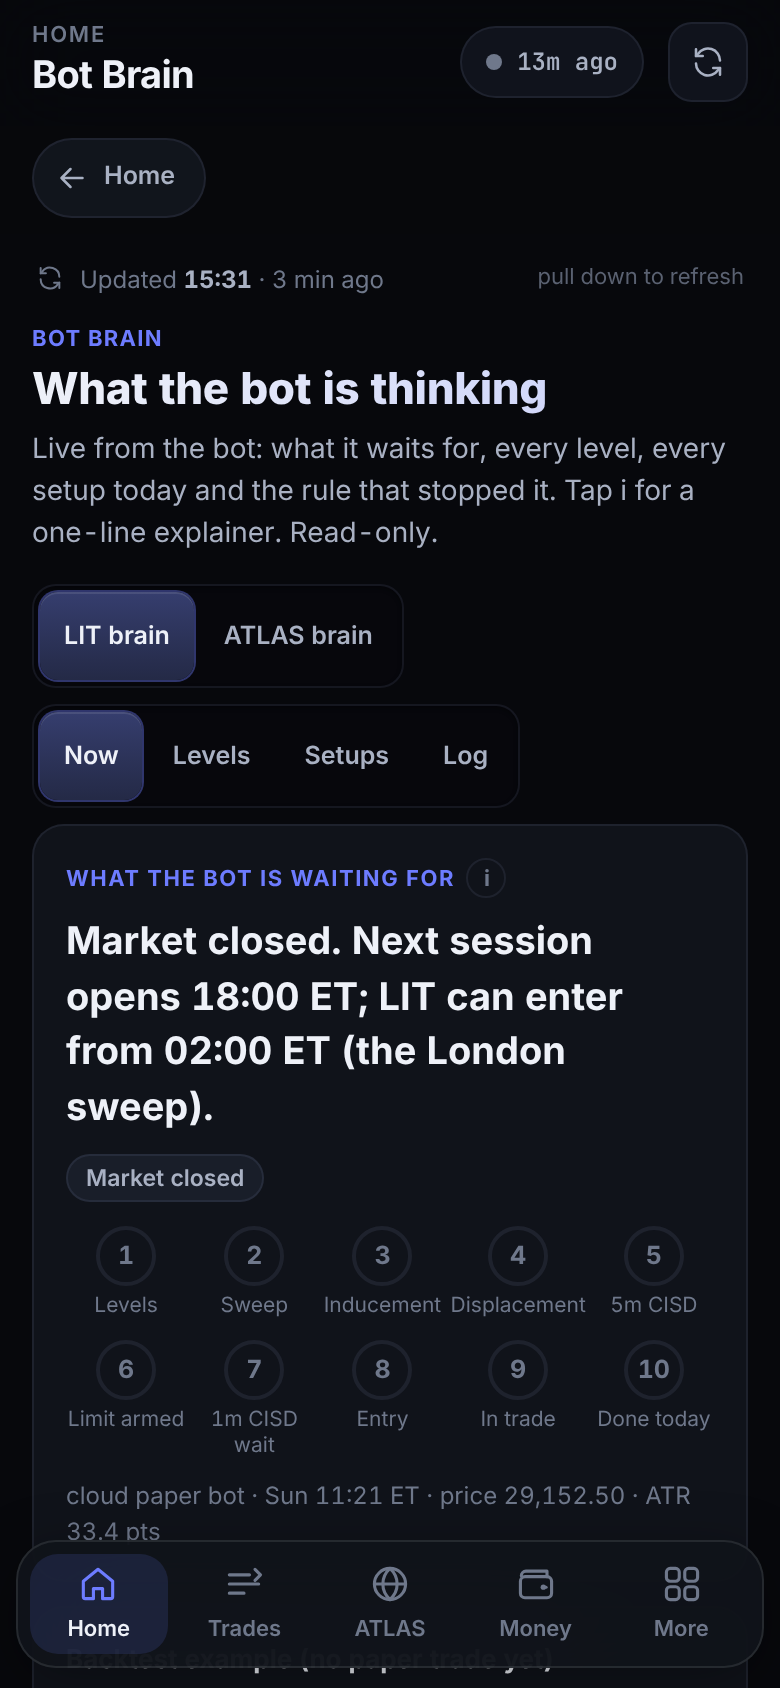 HOME
Bot Brain
13m ago
Home
Updated 15:31 · 3 min ago
pull down to refresh
BOT BRAIN
What the bot is thinking
Live from the bot: what it waits for, every level, every
setup today and the rule that stopped it. Tap i for a
one-line explainer. Read-only.
LIT brain
ATLAS brain
Now
Levels
Setups
Log
WHAT THE BOT IS WAITING FOR i
Market closed. Next session
opens 18:00 ET; LIT can enter
from 02:00 ET (the London
sweep).
Market closed
1 2 3 4 5
Levels Sweep Inducement Displacement 5m CISD
6 7 8 9 10
Limit armed 1m CISD wait Entry In trade Done today
cloud paper bot · Sun 11:21 ET · price 29,152.50 · ATR
33.4 pts
Home Trades ATLAS Money More
Backtest example (no paper trade yet)